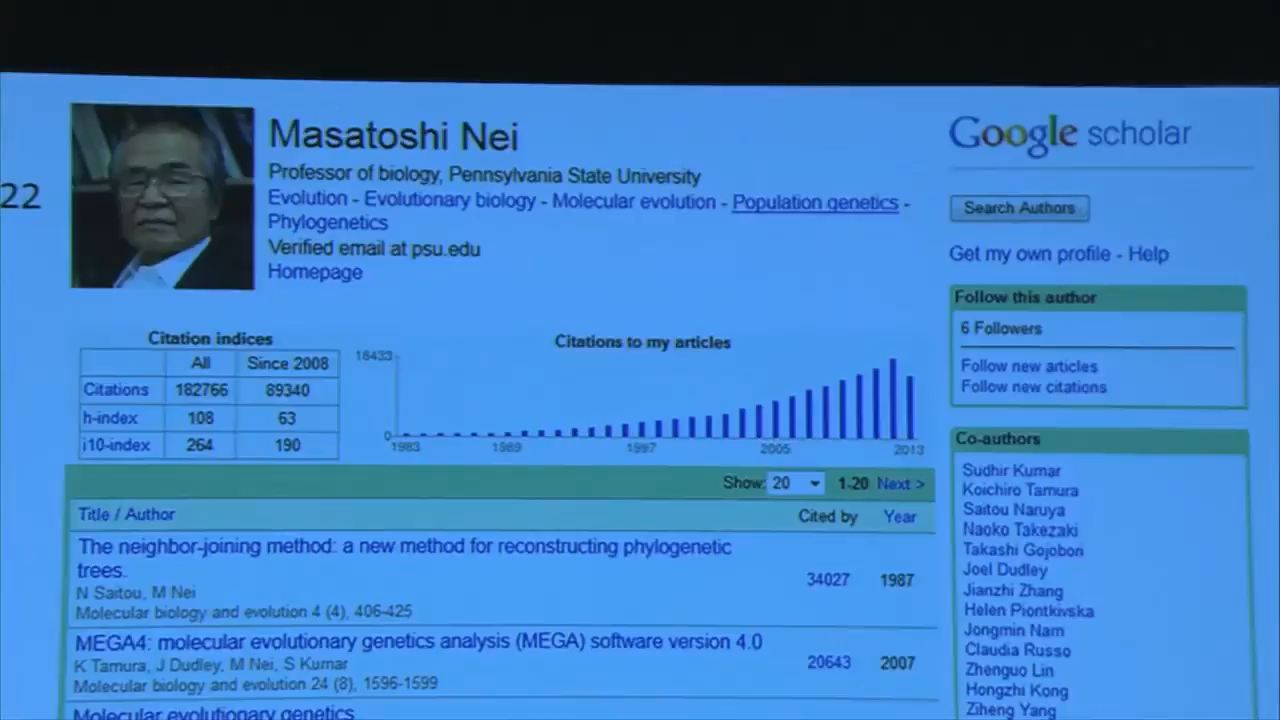 22
Masatoshi Nei
Professor of biology, Pennsylvania State University
Evolution - Evolutionary biology - Molecular evolution - Population genetics -
Phylogenetics
Verified email at psu.edu
Homepage
Google scholar
Search Authors
Get my own profile - Help
Follow this author
6 Followers
Follow new articles
Follow new citations
Citation indices
All Since 2008
Citations 182766 89340
h-index 108 63
i10-index 264 190
Citations to my articles
16433
0
1983 1989 1997 2005 2013
Show: 20 1-20 Next >
Title / Author Cited by Year
The neighbor-joining method: a new method for reconstructing phylogenetic
trees.
34027 1987
N Saitou, M Nei
Molecular biology and evolution 4 (4), 406-425
MEGA4: molecular evolutionary genetics analysis (MEGA) software version 4.0
20643 2007
K Tamura, J Dudley, M Nei, S Kumar
Molecular biology and evolution 24 (8), 1596-1599
Molecular evolutionary genetics
Co-authors
Sudhir Kumar
Koichiro Tamura
Saitou Naruya
Naoko Takezaki
Takashi Gojobori
Joel Dudley
Jianzhi Zhang
Helen Piontkivska
Jongmin Nam
Claudia Russo
Zhenguo Lin
Hongzhi Kong
Ziheng Yang